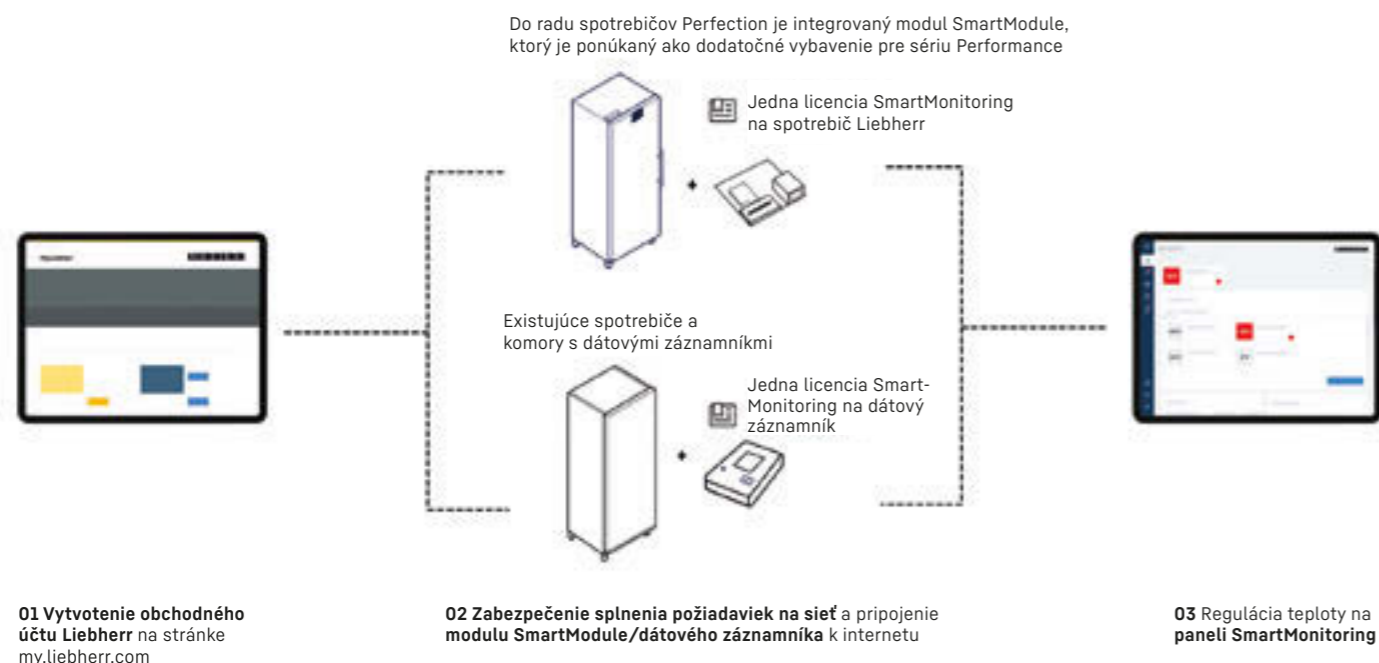 Do radu spotrebičov Perfection je integrovaný modul SmartModule,
ktorý je ponúkaný ako dodatočné vybavenie pre sériu Performance
Jedna licencia SmartMonitoring
na spotrebič Liebherr
+
Existujúce spotrebiče a
komory s dátovými záznamníkmi
Jedna licencia Smart-
Monitoring na dátový
záznamník
+
01 Vytvotenie obchodného
účtu Liebherr na stránke
my.liebherr.com
02 Zabezpečenie splnenia požiadaviek na sieť a pripojenie
modulu SmartModule/dátového záznamníka k internetu
03 Regulácia teploty na
paneli SmartMonitoring